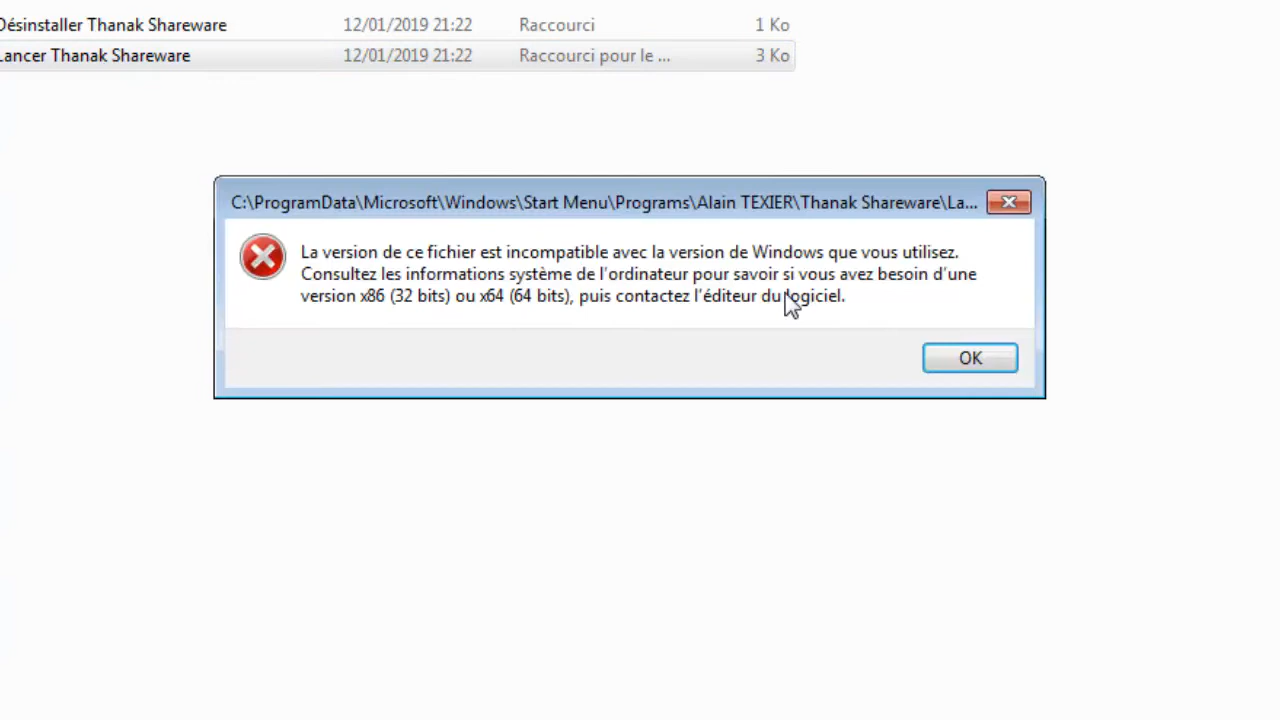 Désinstaller Thanak Shareware 12/01/2019 21:22 Raccourci 1 Ko
Lancer Thanak Shareware 12/01/2019 21:22 Raccourci pour le ... 3 Ko
C:\ProgramData\Microsoft\Windows\Start Menu\Programs\Alain TEXIER\Thanak Shareware\La...
La version de ce fichier est incompatible avec la version de Windows que vous utilisez.
Consultez les informations système de l'ordinateur pour savoir si vous avez besoin d'une
version x86 (32 bits) ou x64 (64 bits), puis contactez l'éditeur du logiciel.
OK